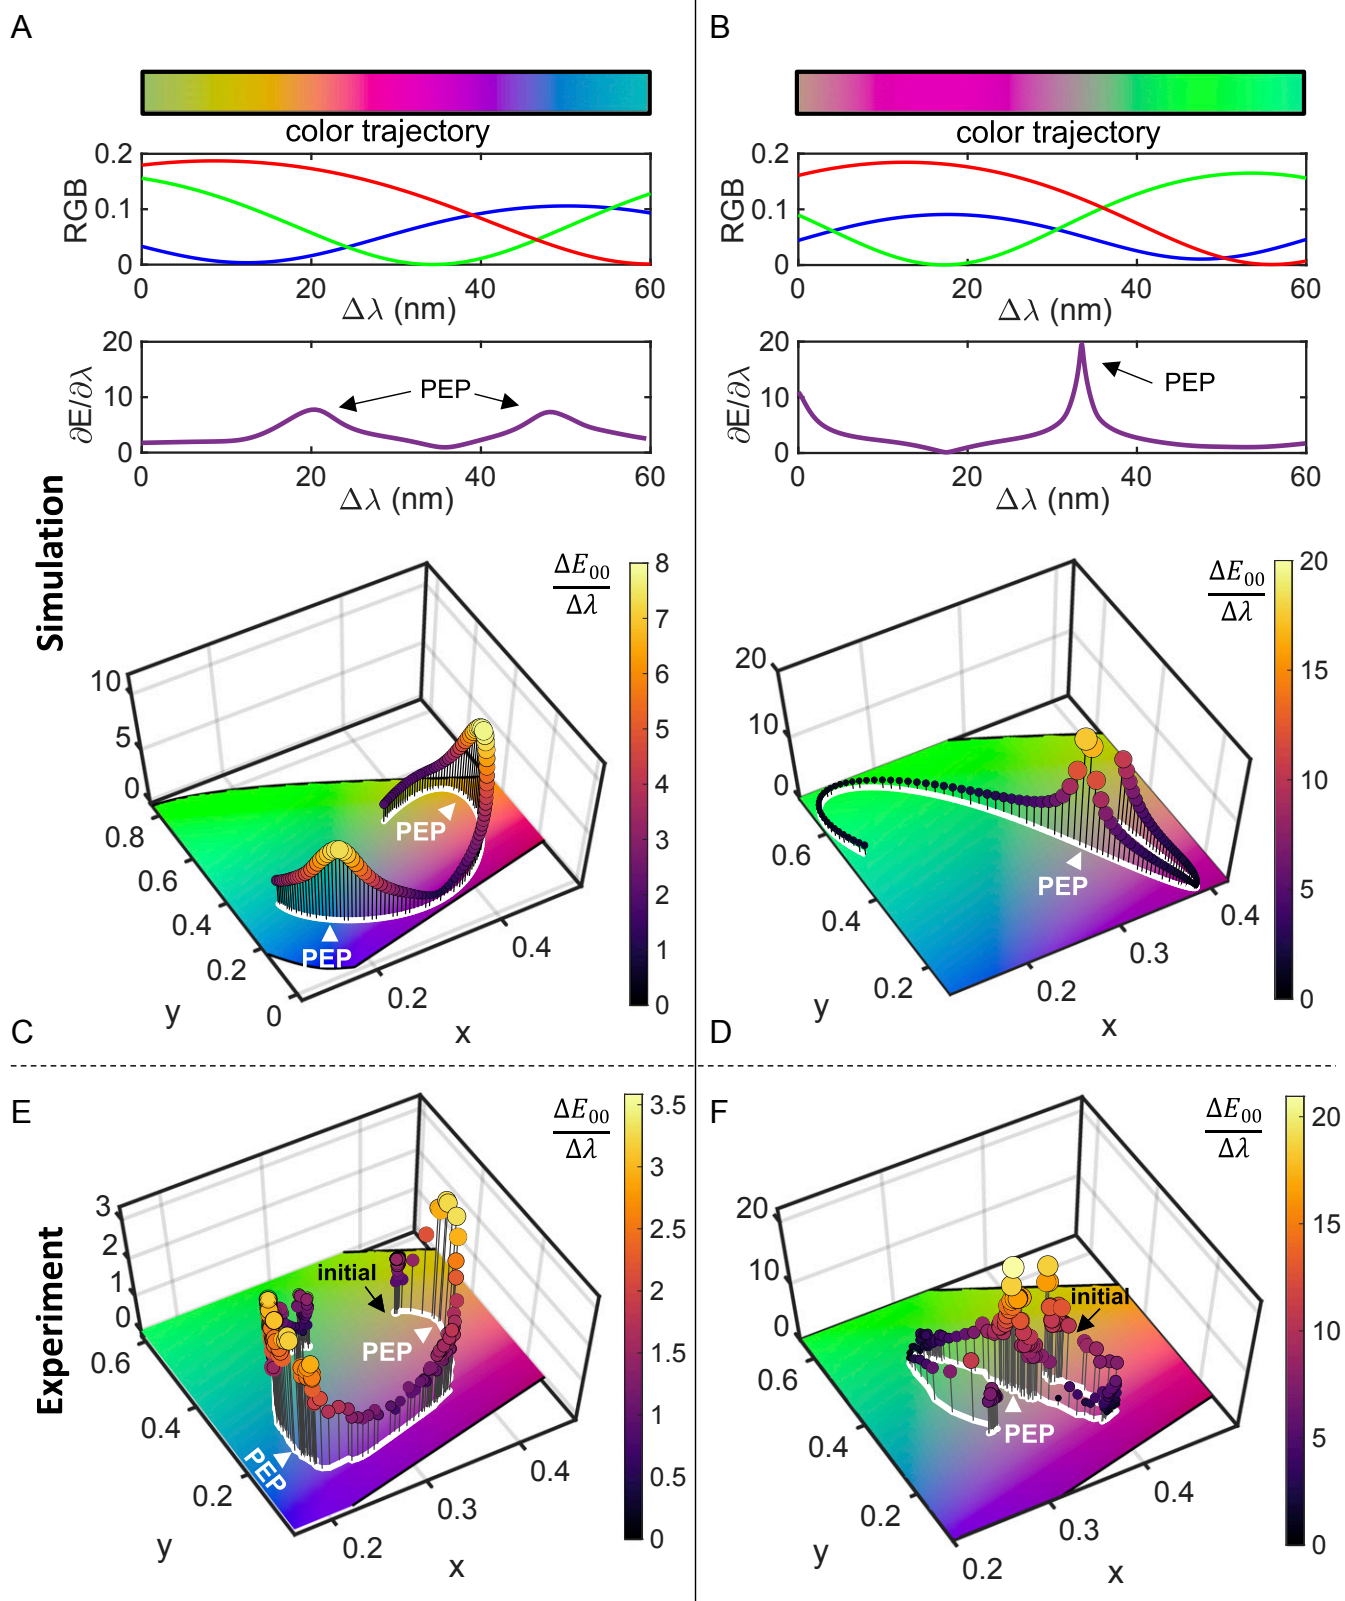 A
color trajectory
0.2
0.1
0
RGB
0 20 40 60
Δλ (nm)
20
10
0
∂E/∂λ
PEP
0 20 40 60
Δλ (nm)
B
color trajectory
0.2
0.1
0
RGB
0 20 40 60
Δλ (nm)
20
10
0
∂E/∂λ
PEP
0 20 40 60
Δλ (nm)
Simulation
C
10
5
0
0.8
0.6
0.4
0.2
0
y
0.2
0.4
x
PEP
PEP
ΔE00
Δλ
8
7
6
5
4
3
2
1
0
D
20
10
0
0.6
0.4
0.2
y
0.2
0.3
0.4
x
PEP
ΔE00
Δλ
20
15
10
5
0
Experiment
E
3
2
1
0
0.6
0.4
0.2
y
0.2
0.3
0.4
x
initial
PEP
PEP
ΔE00
Δλ
3.5
3
2.5
2
1.5
1
0.5
0
F
20
10
0
0.6
0.4
0.2
y
0.2
0.3
0.4
x
initial
PEP
ΔE00
Δλ
20
15
10
5
0